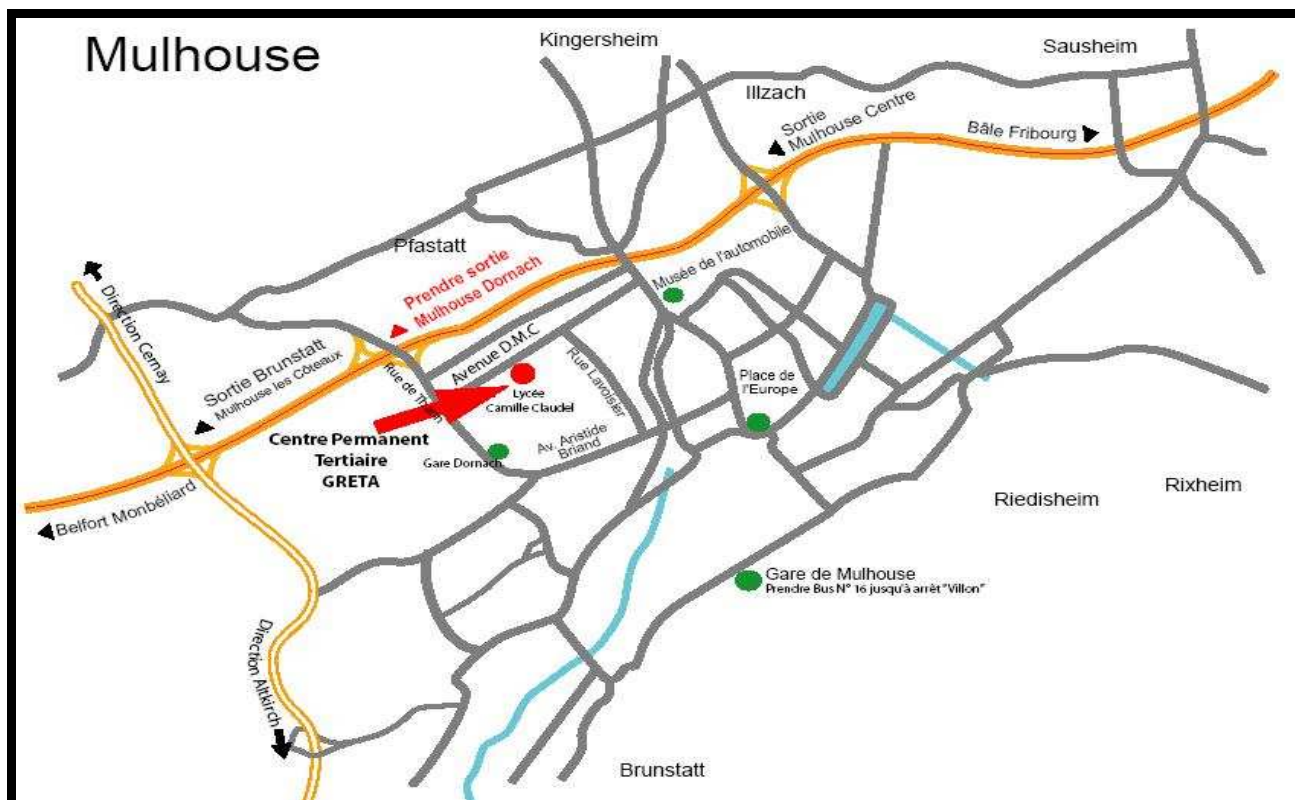 Mulhouse
Kingersheim
Sausheim
Illzach
Sortie
Mulhouse Centre
Bâle Fribourg
Pfastatt
Musée de l'automobile
Prendre sortie
Mulhouse Dornach
Direction Cernay
Sortie Brunstatt
Mulhouse les Côteaux
Avenue D.M.C
Rue de Thann
Rue Lavoisier
Lycée
Camille Claudel
Place de
l'Europe
Centre Permanent
Tertiaire
GRETA
Gare Dornach
Av. Aristide
Briand
Belfort Monbéliard
Riedisheim
Rixheim
Gare de Mulhouse
Prendre Bus N° 16 jusqu'à arrêt "Villon"
Direction Altkirch
Brunstatt